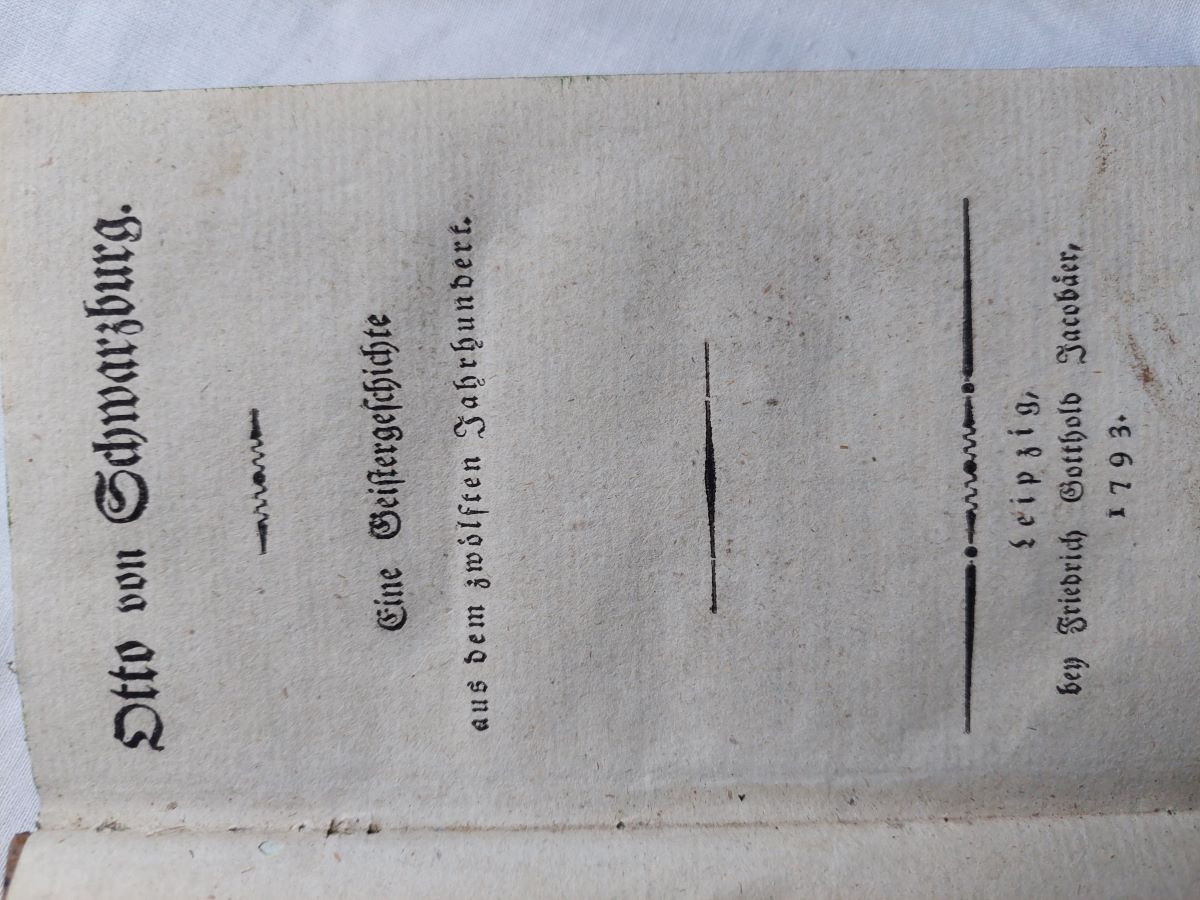 Otto von Schwarzburg.
Eine Geistergeschichte
aus dem zwölften Jahrhundert.
Leipzig,
bey Friedrich Gotthold Jacobäer,
1793.